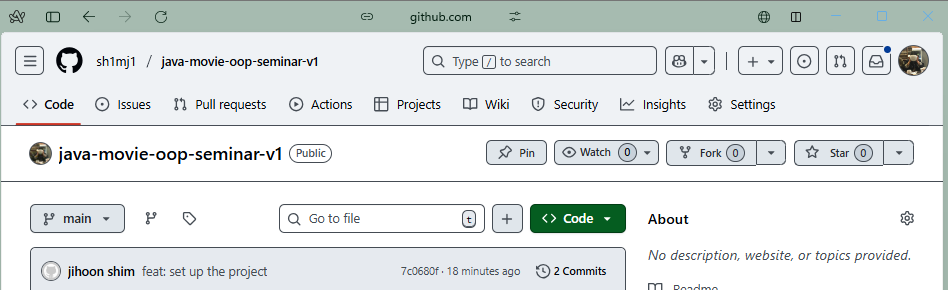 github.com
sh1mj1 / java-movie-oop-seminar-v1 Type / to search
Code Issues Pull requests Actions Projects Wiki Security Insights Settings
java-movie-oop-seminar-v1 Public Pin Watch 0 Fork 0 Star 0
main Go to file t Code About
No description, website, or topics provided.
jihoon shim feat: set up the project 7c0680f · 18 minutes ago 2 Commits
Readme